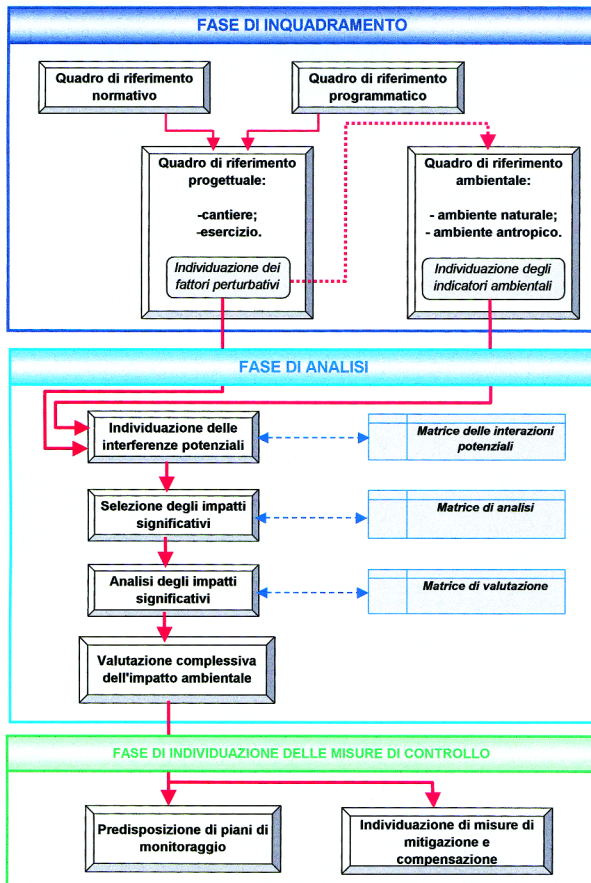 FASE DI INQUADRAMENTO
Quadro di riferimento
normativo
Quadro di riferimento
programmatico
Quadro di riferimento
progettuale:
-cantiere;
-esercizio.
Individuazione dei
fattori perturbativi
Quadro di riferimento
ambientale:
- ambiente naturale;
- ambiente antropico.
Individuazione degli
indicatori ambientali
FASE DI ANALISI
Individuazione delle
interferenze potenziali
Matrice delle interazioni
potenziali
Selezione degli impatti
significativi
Matrice di analisi
Analisi degli impatti
significativi
Matrice di valutazione
Valutazione complessiva
dell'impatto ambientale
FASE DI INDIVIDUAZIONE DELLE MISURE DI CONTROLLO
Predisposizione di piani di
monitoraggio
Individuazione di misure di
mitigazione e
compensazione